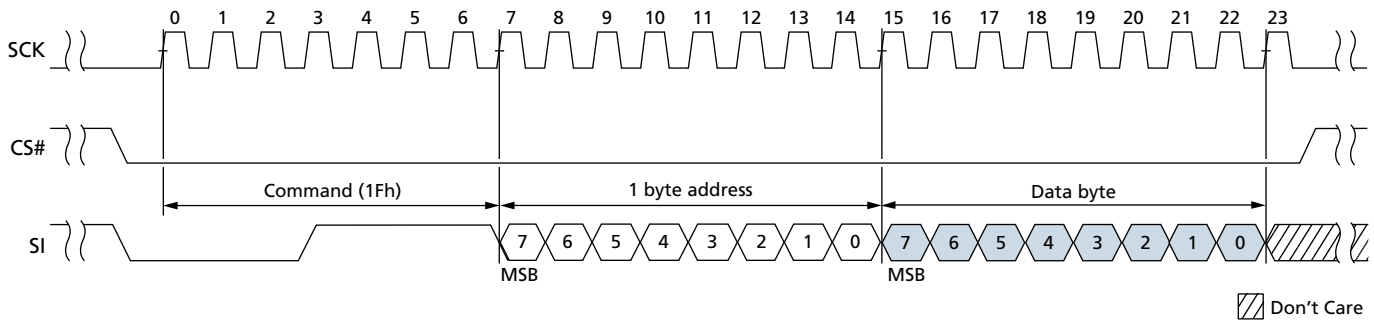 0 1 2 3 4 5 6 7 8 9 10 11 12 13 14 15 16 17 18 19 20 21 22 23
SCK
CS#
Command (1Fh) 1 byte address Data byte
SI 7 6 5 4 3 2 1 0 7 6 5 4 3 2 1 0
MSB MSB
Don't Care